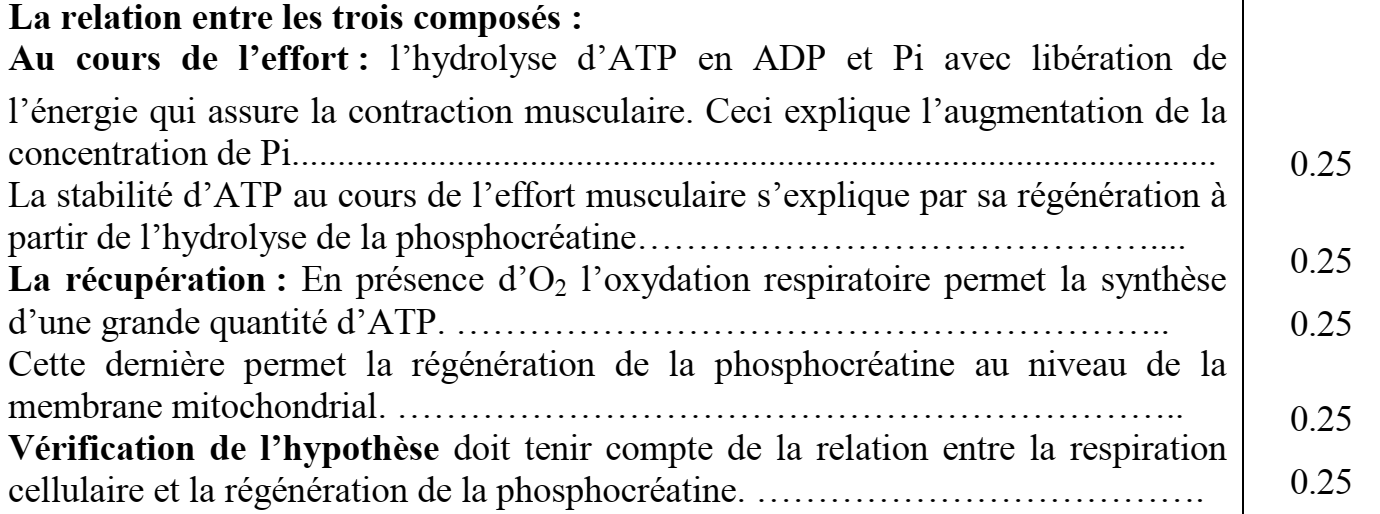 La relation entre les trois composés :
Au cours de l'effort : l'hydrolyse d'ATP en ADP et Pi avec libération de
l'énergie qui assure la contraction musculaire. Ceci explique l'augmentation de la
concentration de Pi.................................................................................................... 0.25
La stabilité d'ATP au cours de l'effort musculaire s'explique par sa régénération à
partir de l'hydrolyse de la phosphocréatine…………………………………………….... 0.25
La récupération : En présence d'O₂ l'oxydation respiratoire permet la synthèse
d'une grande quantité d'ATP. …………………………………………………………….. 0.25
Cette dernière permet la régénération de la phosphocréatine au niveau de la
membrane mitochondrial. ………………………………………………………………….. 0.25
Vérification de l'hypothèse doit tenir compte de la relation entre la respiration
cellulaire et la régénération de la phosphocréatine. ………………………………. 0.25